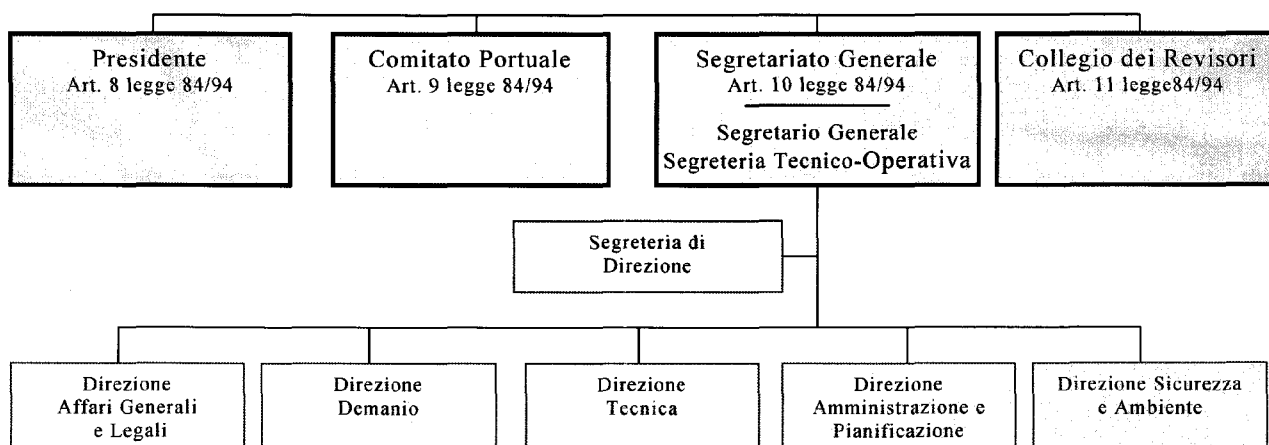 Presidente
Art. 8 legge 84/94
Comitato Portuale
Art. 9 legge 84/94
Segretariato Generale
Art. 10 legge 84/94
Segretario Generale
Segreteria Tecnico-Operativa
Collegio dei Revisori
Art. 11 legge84/94
Segreteria di
Direzione
Direzione
Affari Generali
e Legali
Direzione
Demanio
Direzione
Tecnica
Direzione
Amministrazione e
Pianificazione
Direzione Sicurezza
e Ambiente